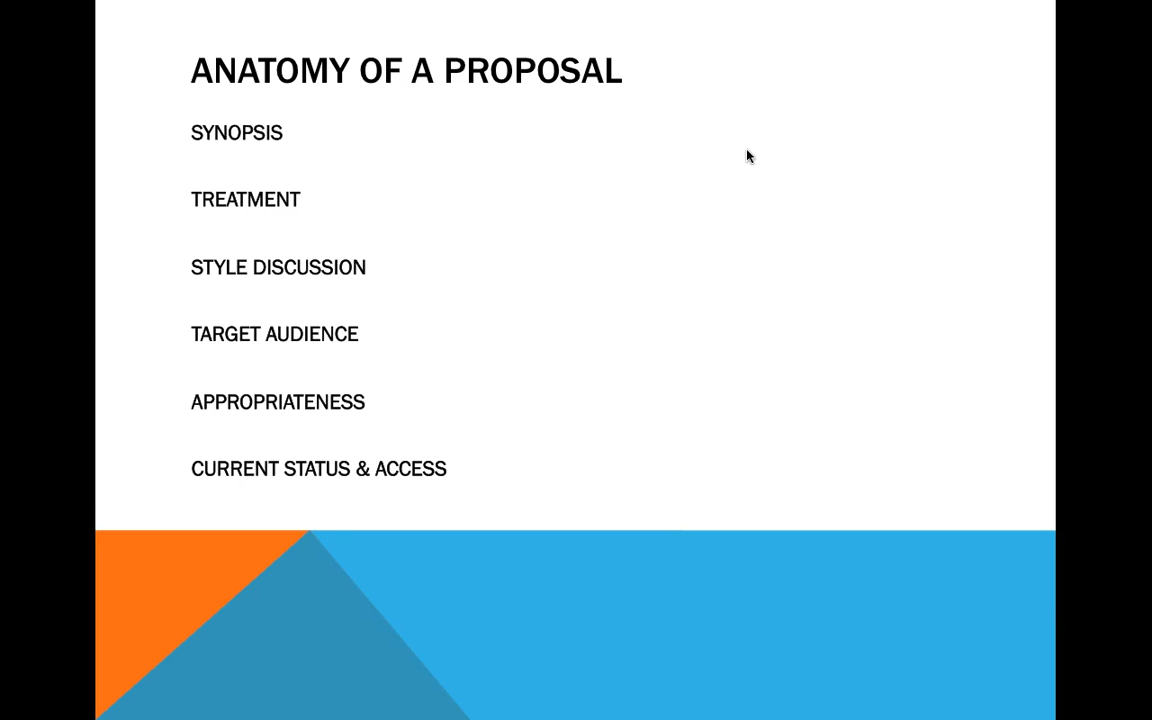 ANATOMY OF A PROPOSAL
SYNOPSIS
TREATMENT
STYLE DISCUSSION
TARGET AUDIENCE
APPROPRIATENESS
CURRENT STATUS & ACCESS